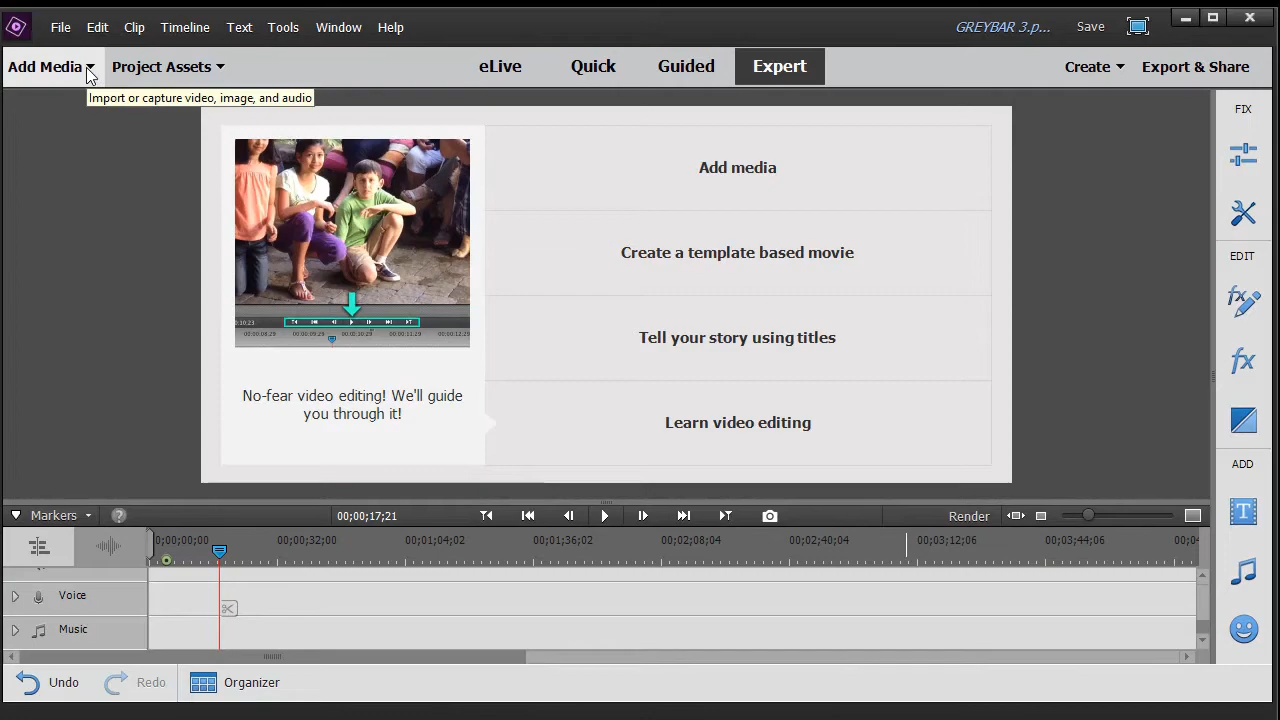 File Edit Clip Timeline Text Tools Window Help
GREYBAR 3.p... Save
Add Media Project Assets eLive Quick Guided Expert Create Export & Share
Import or capture video, image, and audio
FIX
Add media
EDIT
Create a template based movie
Tell your story using titles
No-fear video editing! We'll guide
you through it!
Learn video editing
ADD
Markers ? 00;00;17;21 Render
0;00;00;00 00;00;32;00 00;01;04;02 00;01;36;02 00;02;08;04 00;02;40;04 00;03;12;06 00;03;44;06 00;04
Voice
Music
Undo Redo Organizer